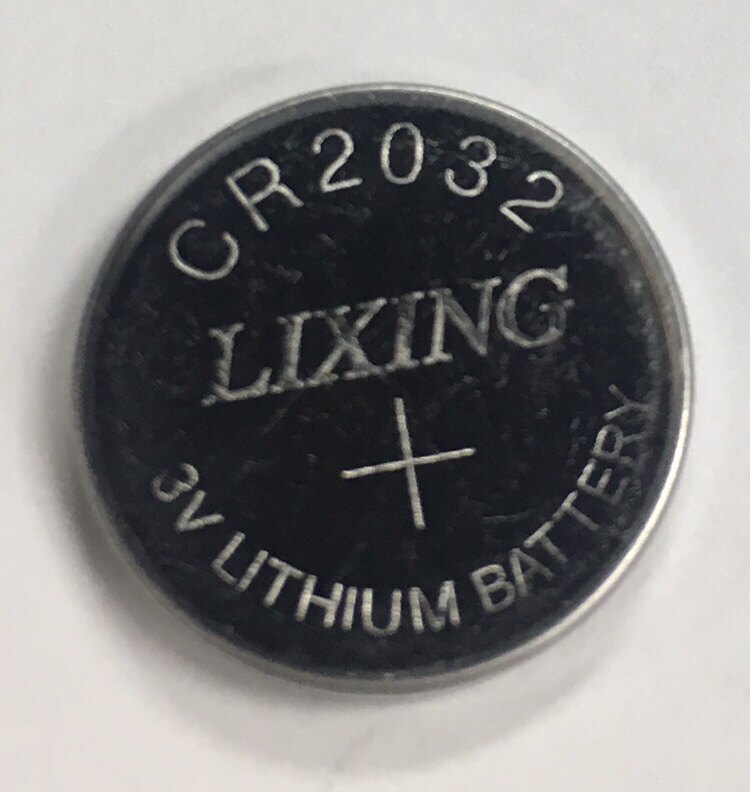 CR2032
LIXING
+
3V LITHIUM BATTERY